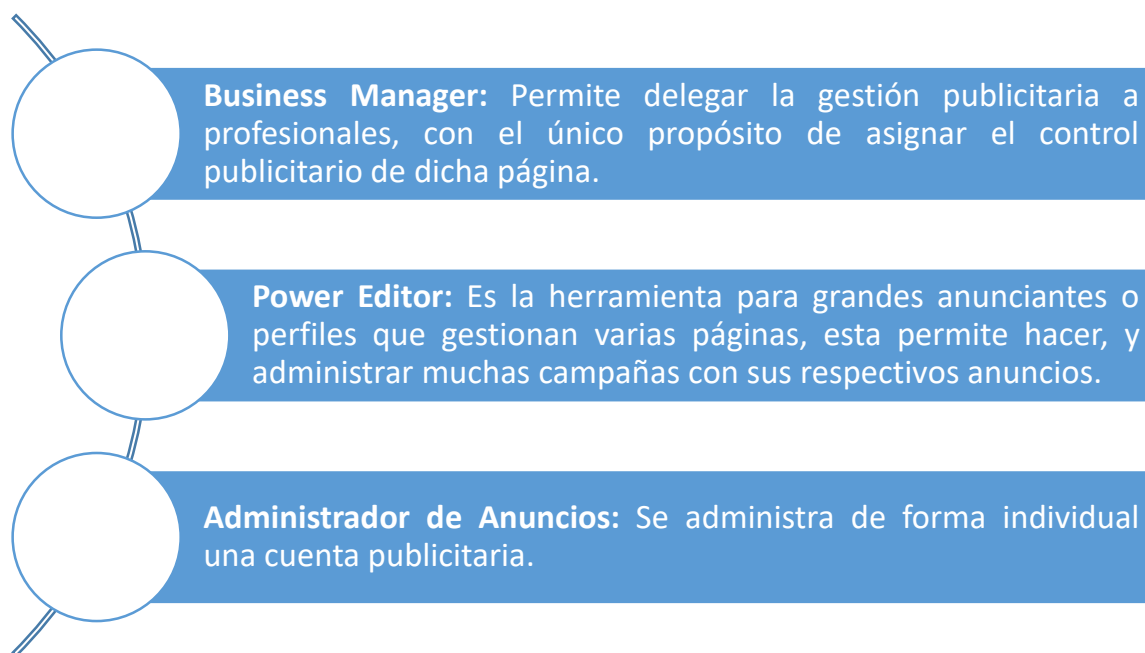 Business Manager: Permite delegar la gestión publicitaria a
profesionales, con el único propósito de asignar el control
publicitario de dicha página.
Power Editor: Es la herramienta para grandes anunciantes o
perfiles que gestionan varias páginas, esta permite hacer, y
administrar muchas campañas con sus respectivos anuncios.
Administrador de Anuncios: Se administra de forma individual
una cuenta publicitaria.